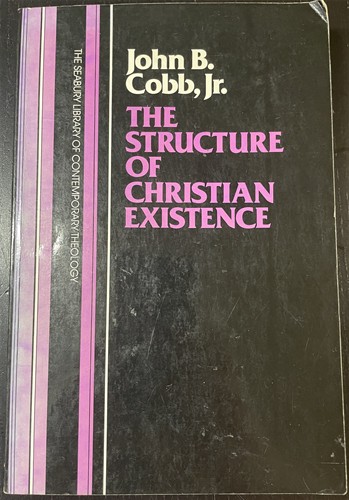 John B.
Cobb, Jr.
THE
STRUCTURE
OF
CHRISTIAN
EXISTENCE
THE SEABURY LIBRARY OF CONTEMPORARY THEOLOGY